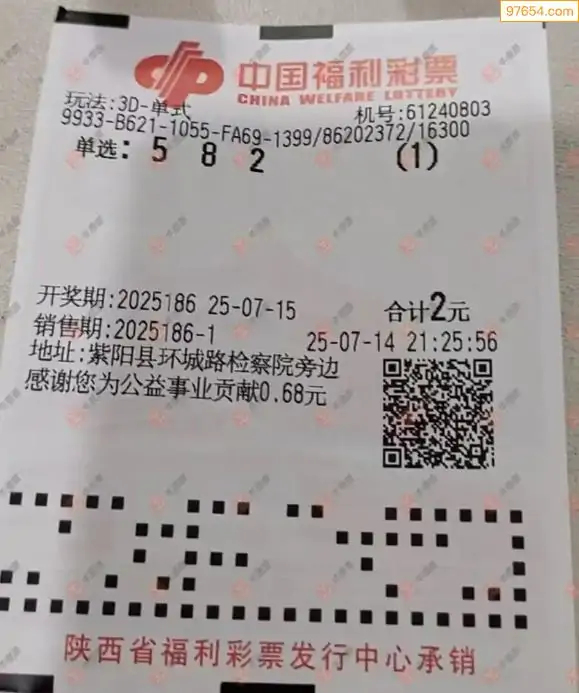 97654.com
中国福利彩票
CHINA WELFARE LOTTERY
玩法:3D-单式
机号:61240803
9933-B621-1055-FA69-1399/86202372/16300
单选: 5 8 2 (1)
开奖期:2025186 25-07-15
合计2元
销售期:2025186-1
25-07-14 21:25:56
地址:紫阳县环城路检察院旁边
感谢您为公益事业贡献0.68元
陕西省福利彩票发行中心承销